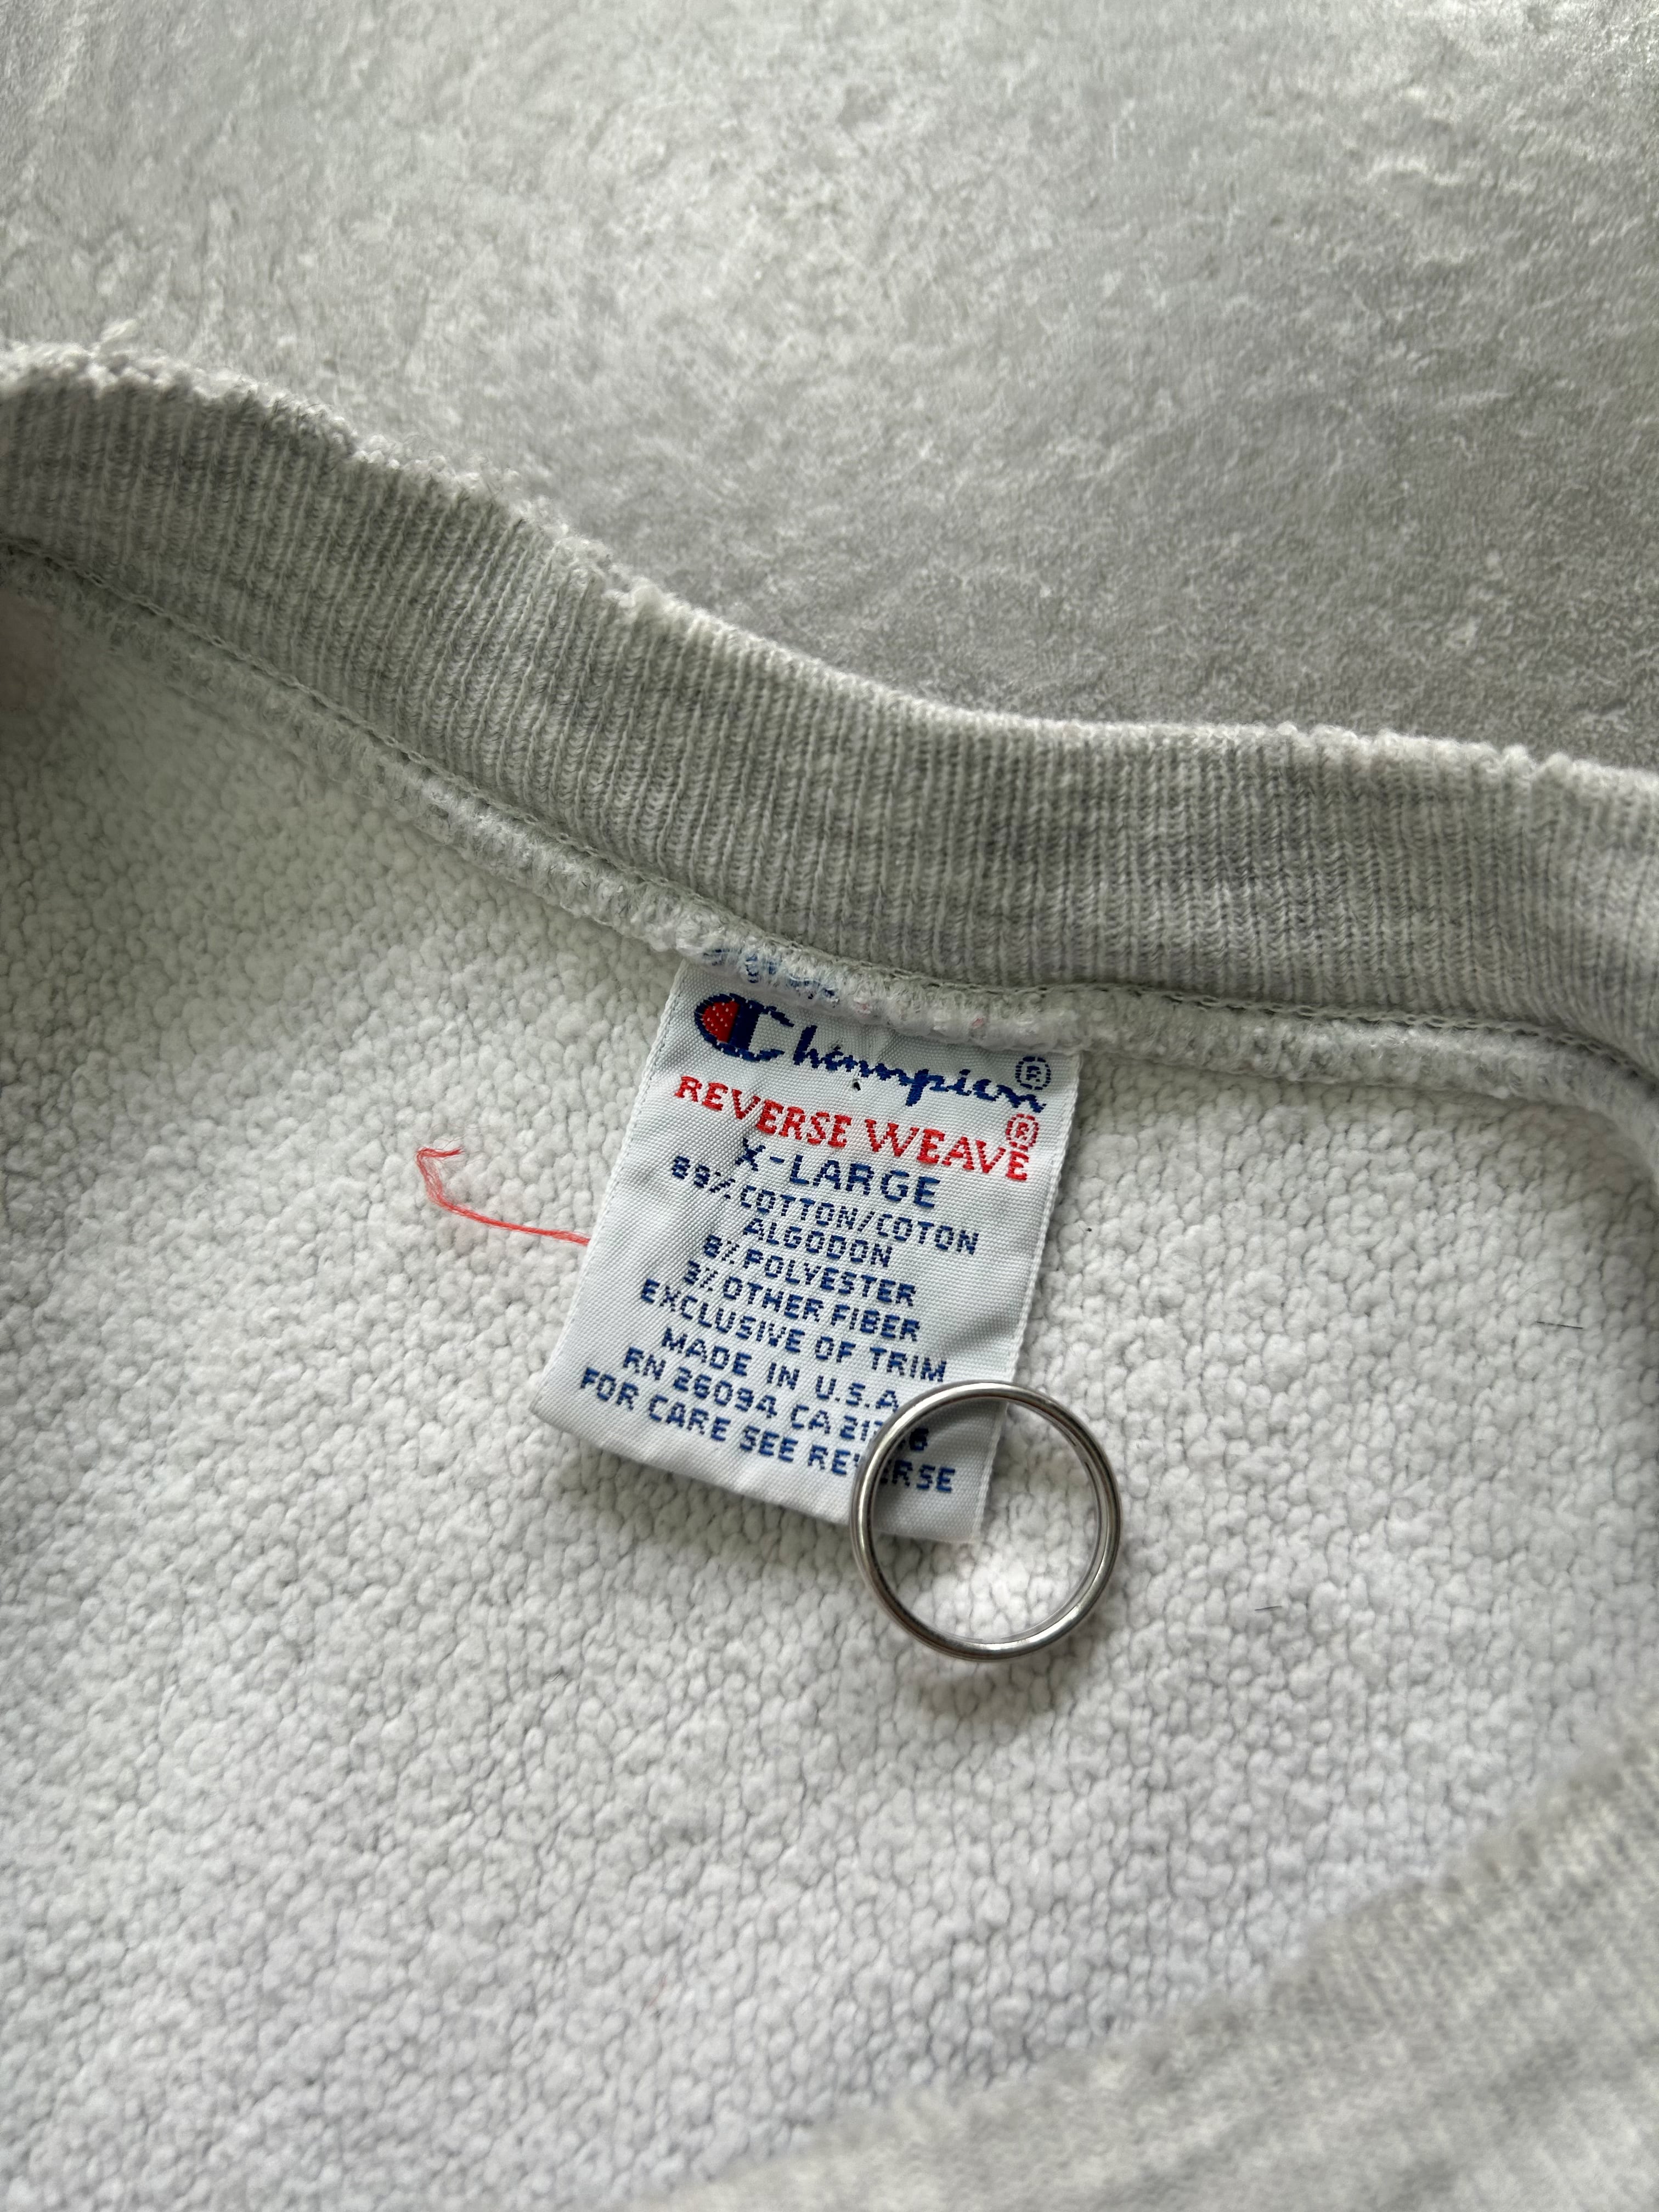 Champion®
REVERSE WEAVE®
X-LARGE
89% COTTON/COTON
ALGODON
8% POLYESTER
3% OTHER FIBER
EXCLUSIVE OF TRIM
MADE IN U.S.A
RN 26094 CA
FOR CARE SEE REVERSE